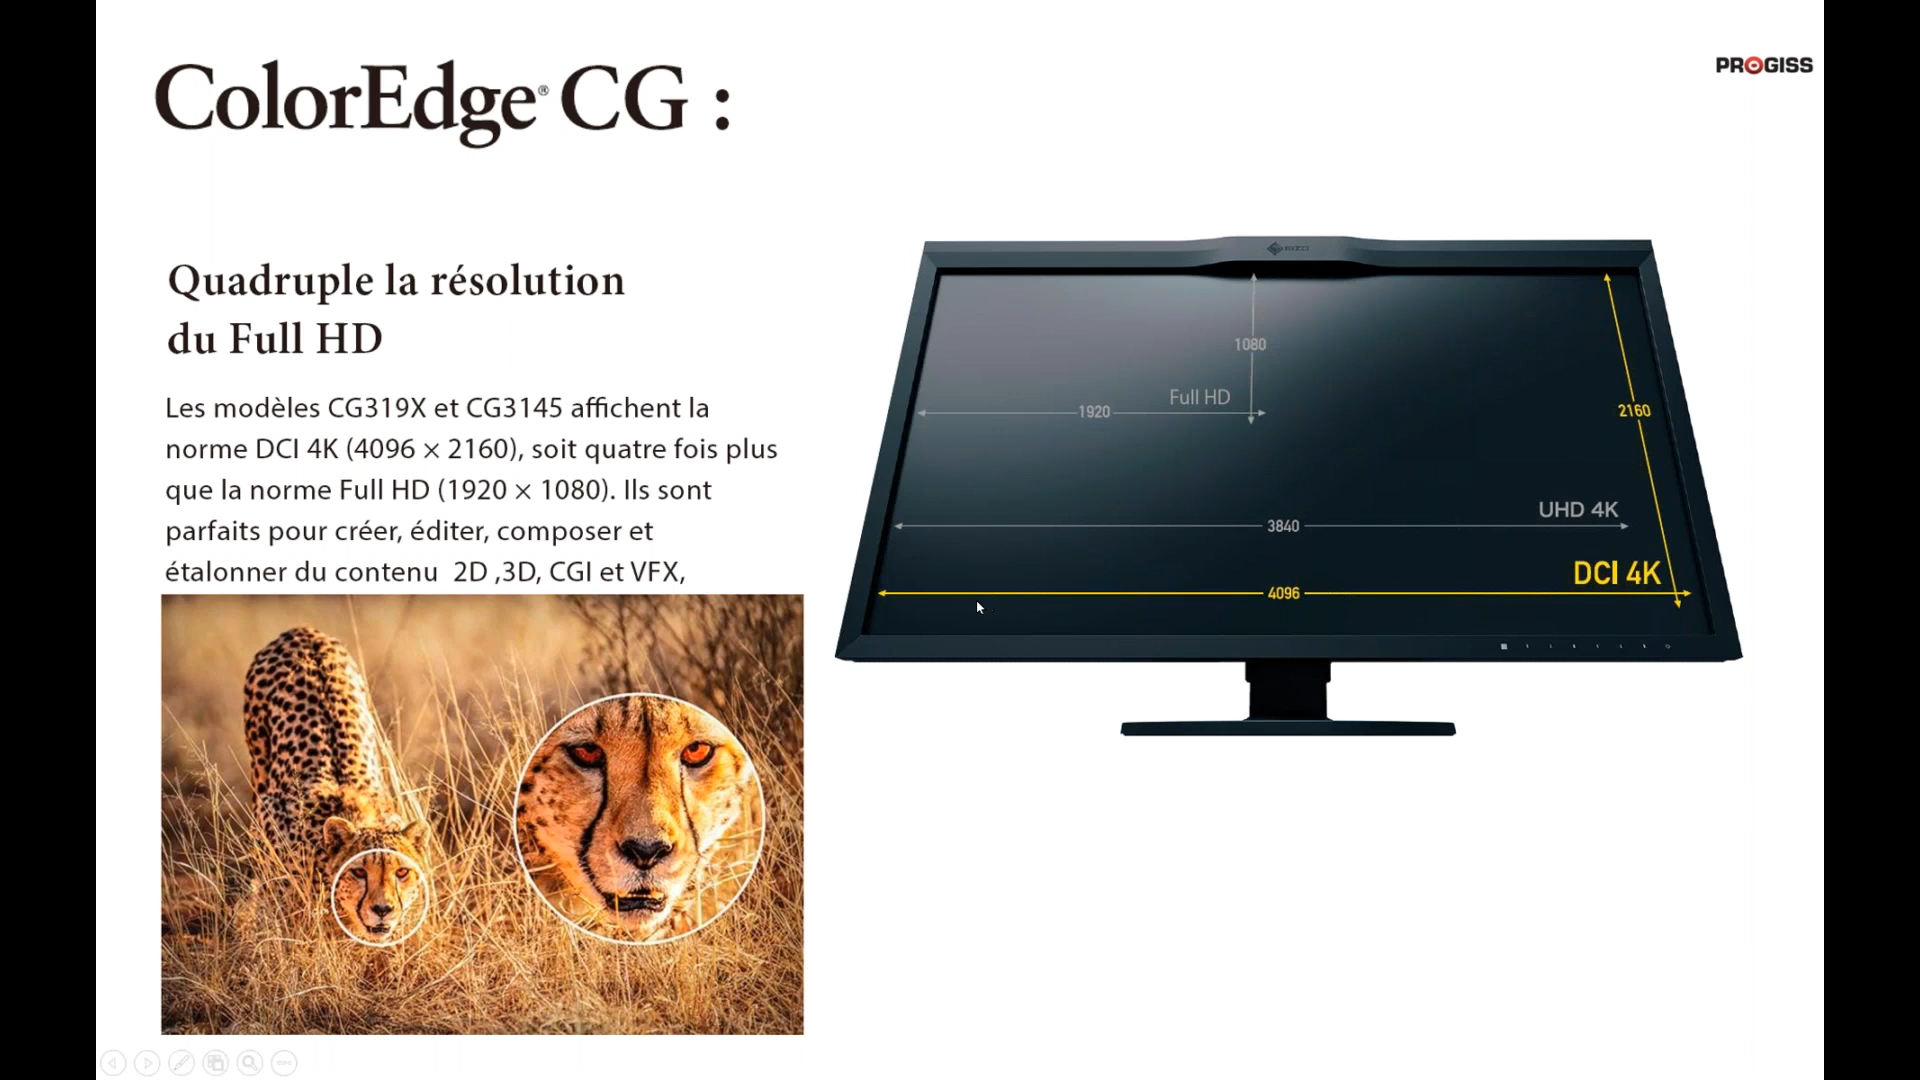 ColorEdge® CG :
PROGISS
Quadruple la résolution
du Full HD
Les modèles CG319X et CG3145 affichent la
norme DCI 4K (4096 × 2160), soit quatre fois plus
que la norme Full HD (1920 × 1080). Ils sont
parfaits pour créer, éditer, composer et
étalonner du contenu  2D ,3D, CGI et VFX,
EIZO
1080
Full HD
1920
2160
UHD 4K
3840
DCI 4K
4096